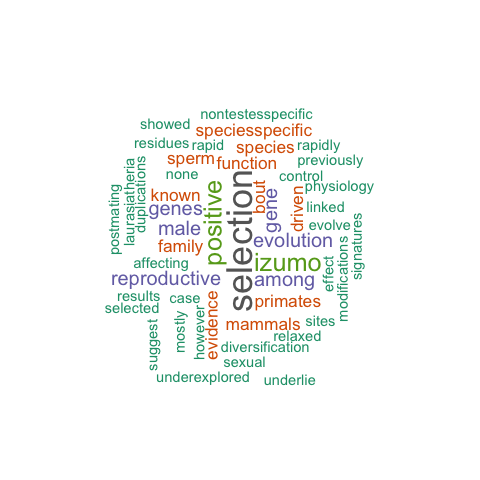 nontestesspecific
showed
speciesspecific
residues
rapid
species
rapidly
sperm
function
previously
none
control
laurasiatheria
duplications
postmating
known
bout
driven
physiology
genes
positive
selection
gene
linked
male
evolve
family
evolution
signatures
affecting
izumo
effect
modifications
reproductive
among
results
case
evidence
primates
selected
suggest
mostly
however
mammals
sites
relaxed
diversification
sexual
underexplored
underlie